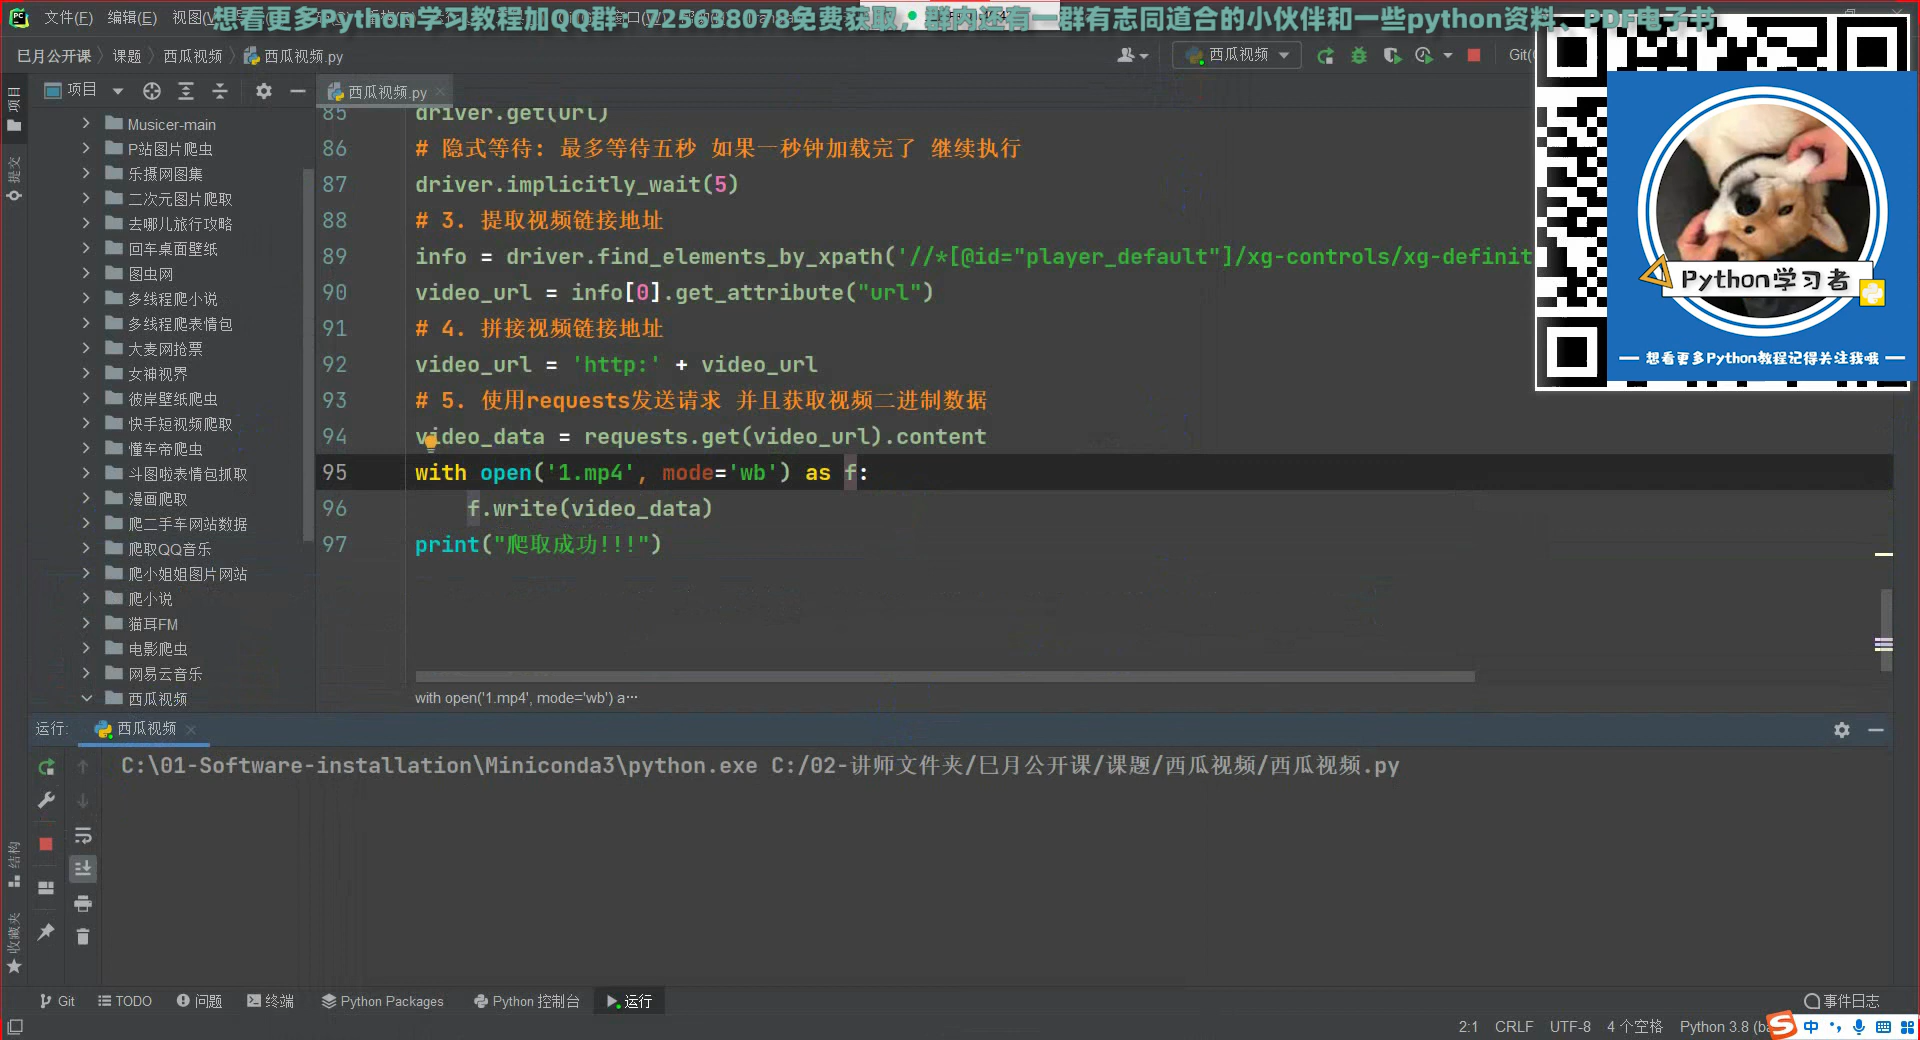 想看更多Python学习教程加QQ群：725638078免费获取，群内还有一群有志同道合的小伙伴和一些python资料、PDF电子书
文件(F) 编辑(E) 视图(V)
巳月公开课 课题 西瓜视频 西瓜视频.py
西瓜视频
Git(
项目
西瓜视频.py
项目
提交
结构
收藏夹
Musicer-main
P站图片爬虫
乐摄网图集
二次元图片爬取
去哪儿旅行攻略
回车桌面壁纸
图虫网
多线程爬小说
多线程爬表情包
大麦网抢票
女神视界
彼岸壁纸爬虫
快手短视频爬取
懂车帝爬虫
斗图啦表情包抓取
漫画爬取
爬二手车网站数据
爬取QQ音乐
爬小姐姐图片网站
爬小说
猫耳FM
电影爬虫
网易云音乐
西瓜视频
85 driver.get(url)
86 # 隐式等待: 最多等待五秒 如果一秒钟加载完了 继续执行
87 driver.implicitly_wait(5)
88 # 3. 提取视频链接地址
89 info = driver.find_elements_by_xpath('//*[@id="player_default"]/xg-controls/xg-definit
90 video_url = info[0].get_attribute("url")
91 # 4. 拼接视频链接地址
92 video_url = 'http:' + video_url
93 # 5. 使用requests发送请求 并且获取视频二进制数据
94 video_data = requests.get(video_url).content
95 with open('1.mp4', mode='wb') as f:
96 f.write(video_data)
97 print("爬取成功!!!")
with open('1.mp4', mode='wb') a…
Python学习者
一 想看更多Python教程记得关注我哦 一
运行: 西瓜视频
C:\01-Software-installation\Miniconda3\python.exe C:/02-讲师文件夹/巳月公开课/课题/西瓜视频/西瓜视频.py
Git TODO 问题 终端 Python Packages Python 控制台 运行
事件日志
2:1 CRLF UTF-8 4 个空格 Python 3.8 (ba
中